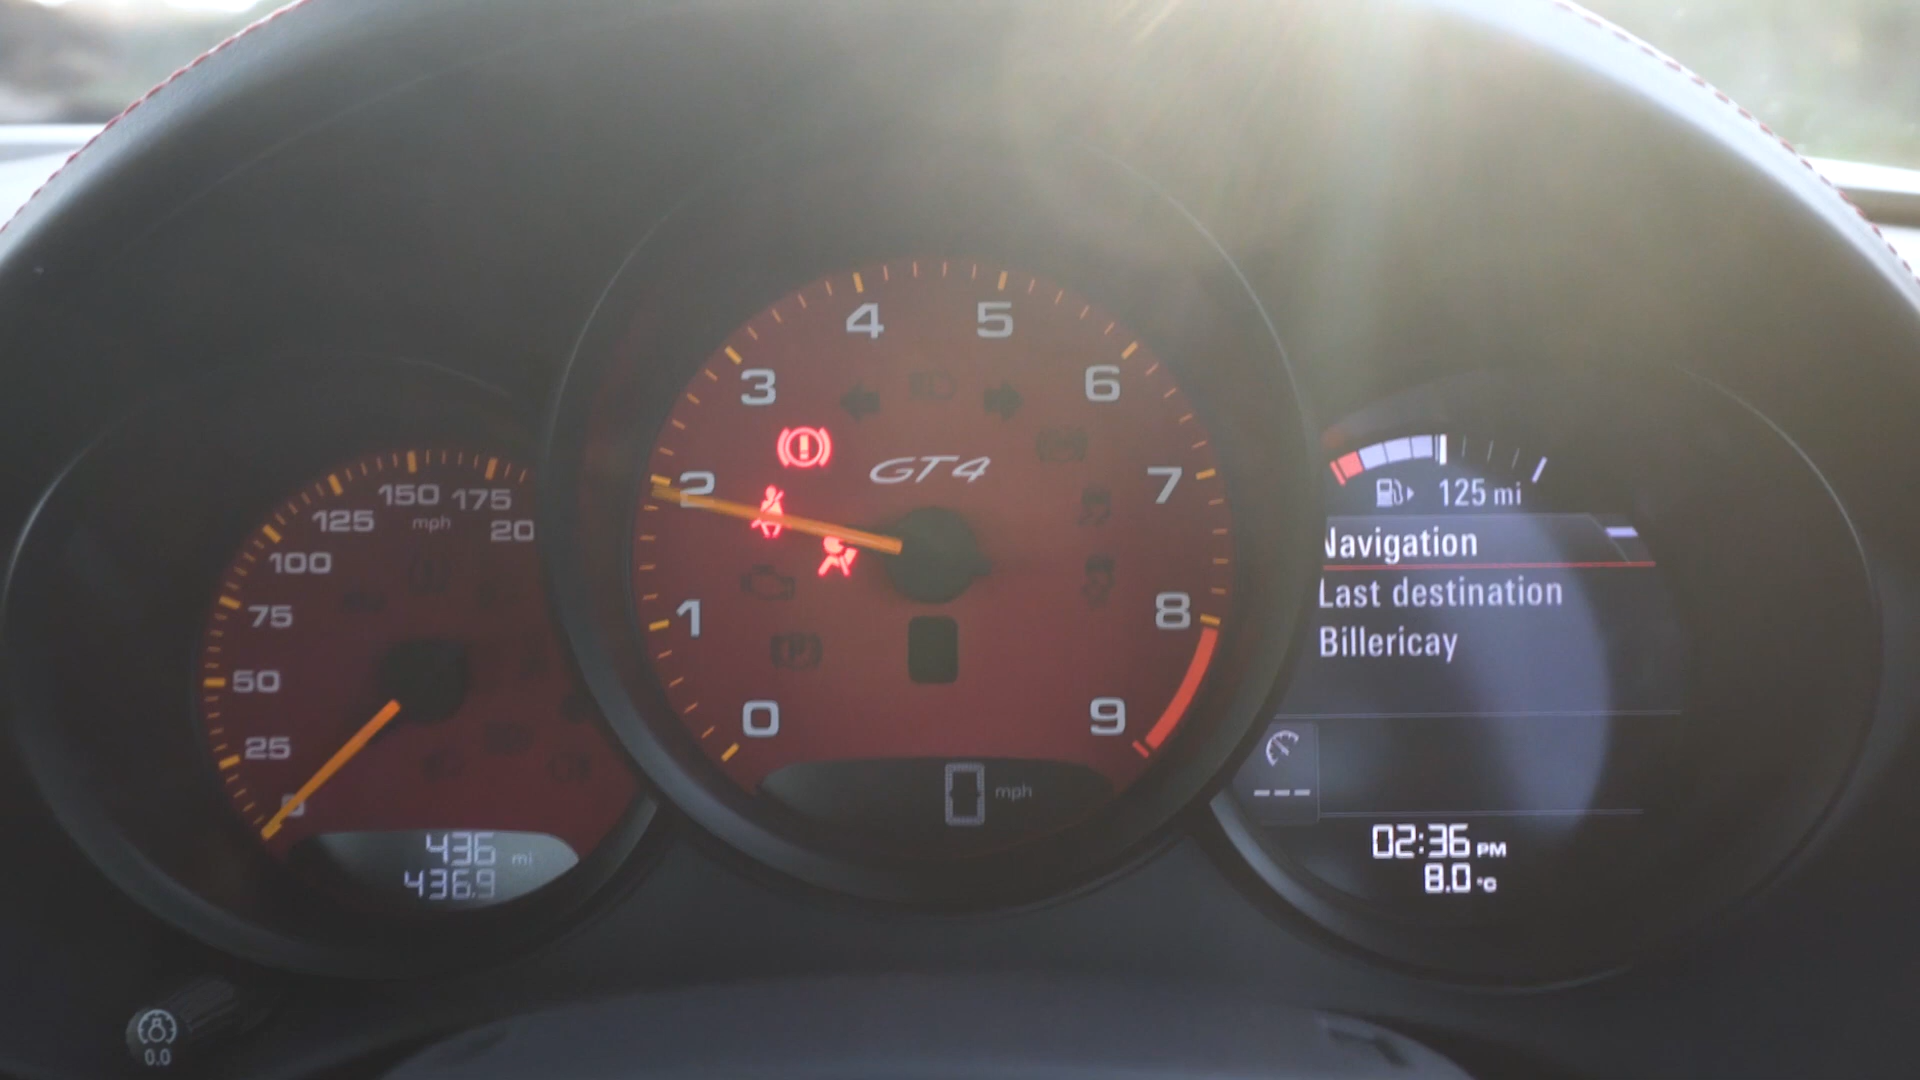 4
5
3
6
GT4
2
7
1
8
0
9
0 mph
150
175
125
mph
20
100
75
50
25
0
436 mi
436.9
125 mi
Navigation
Last destination
Billericay
---
02:36 PM
8.0 °C
P
0.0